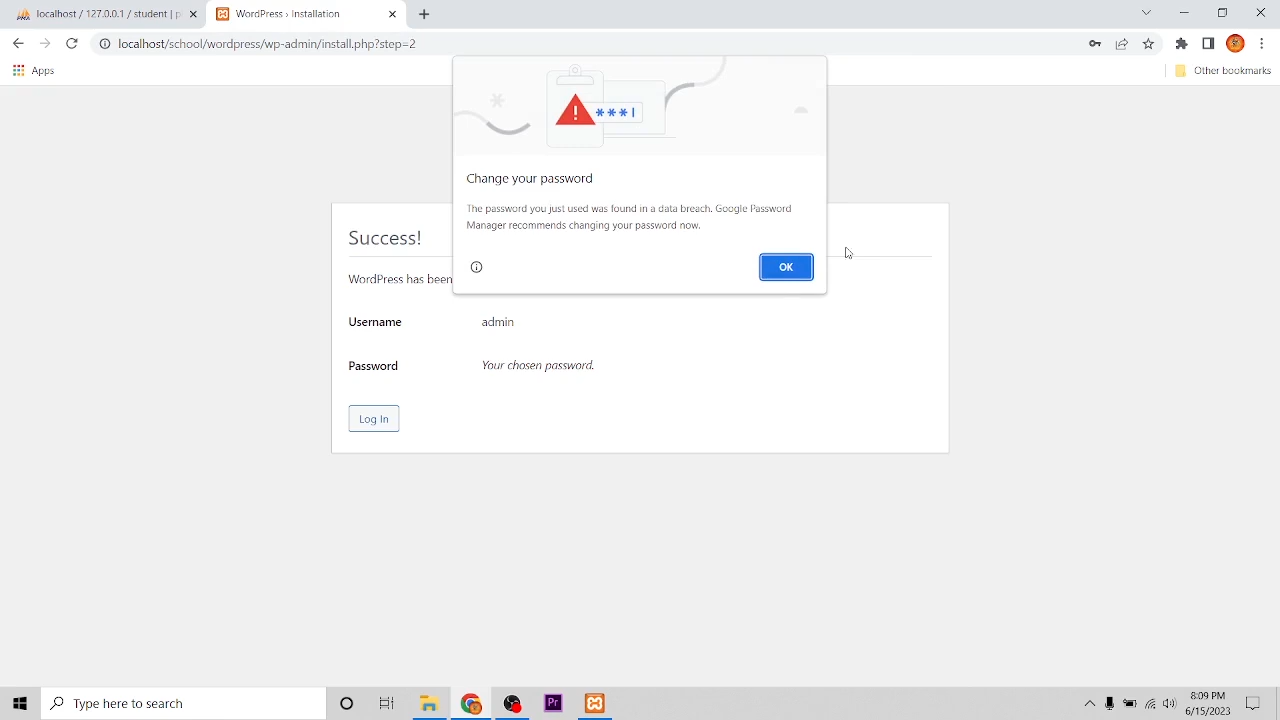 localhost / 127.0.0.1 / student | p
WordPress › Installation
localhost/school/wordpress/wp-admin/install.php?step=2
Apps
Other bookmarks
***
Change your password
The password you just used was found in a data breach. Google Password
Manager recommends changing your password now.
OK
Success!
WordPress has been
Username admin
Password Your chosen password.
Log In
Type here to search
Pr
8:09 PM
6/15/2023